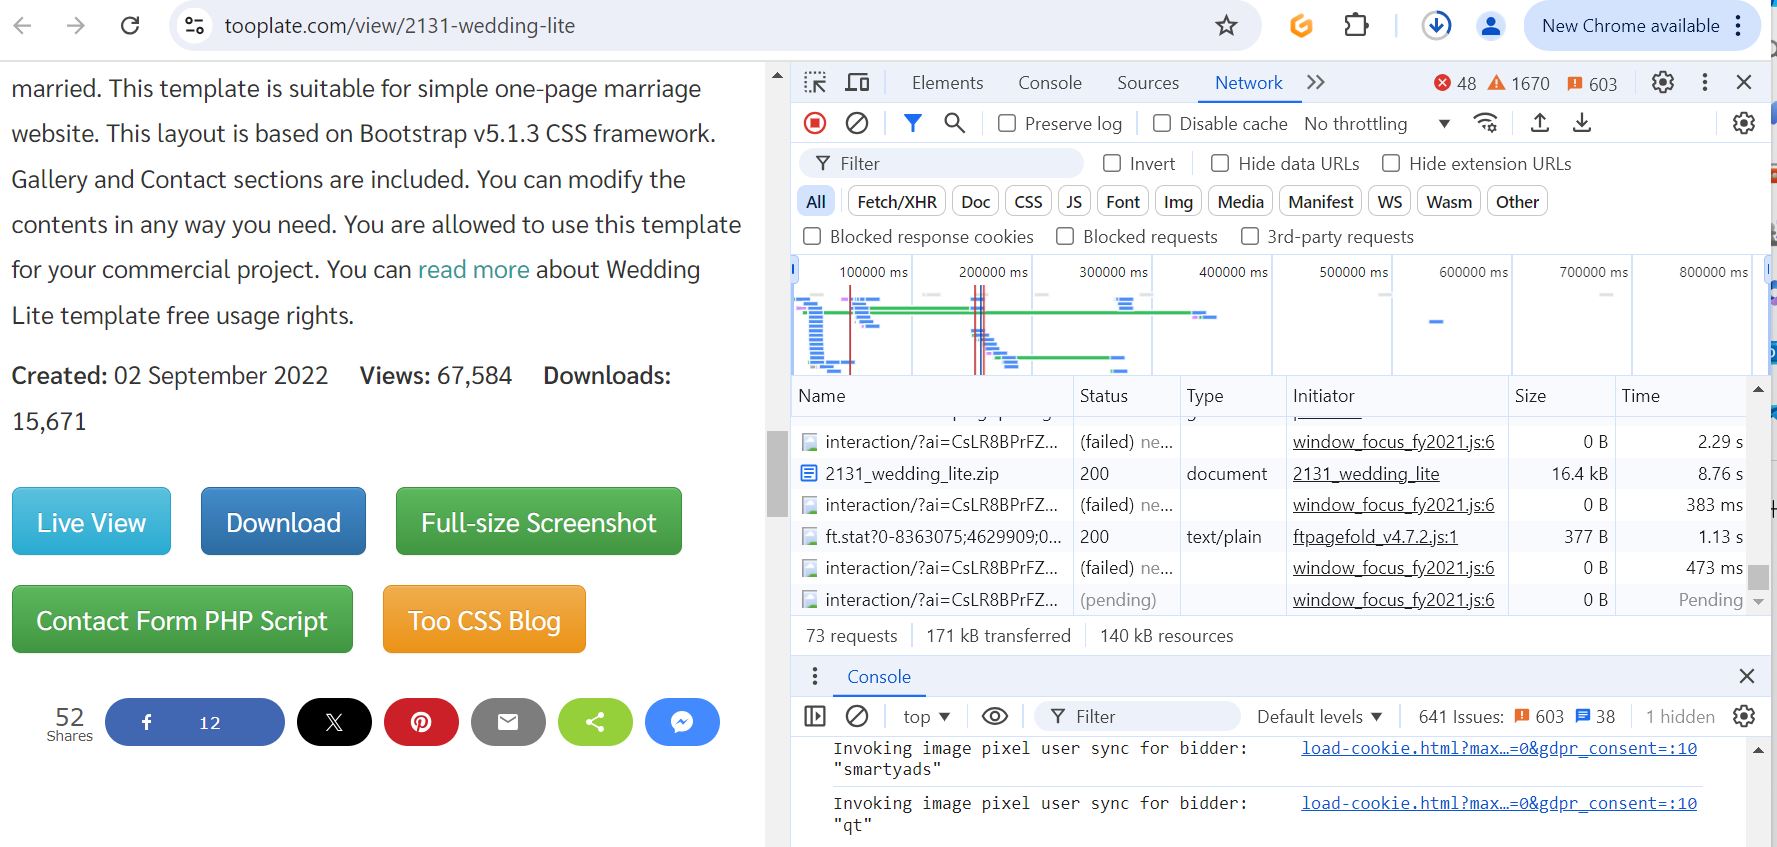 tooplate.com/view/2131-wedding-lite
New Chrome available
married. This template is suitable for simple one-page marriage
website. This layout is based on Bootstrap v5.1.3 CSS framework.
Gallery and Contact sections are included. You can modify the
contents in any way you need. You are allowed to use this template
for your commercial project. You can read more about Wedding
Lite template free usage rights.
Created: 02 September 2022 Views: 67,584 Downloads:
15,671
Live View Download Full-size Screenshot
Contact Form PHP Script Too CSS Blog
52
Shares
12
Elements Console Sources Network 48 1670 603
Preserve log Disable cache No throttling
Filter Invert Hide data URLs Hide extension URLs
All Fetch/XHR Doc CSS JS Font Img Media Manifest WS Wasm Other
Blocked response cookies Blocked requests 3rd-party requests
100000 ms 200000 ms 300000 ms 400000 ms 500000 ms 600000 ms 700000 ms 800000 ms
Name Status Type Initiator Size Time
interaction/?ai=CsLR8BPrFZ... (failed) ne... window_focus_fy2021.js:6 0 B 2.29 s
2131_wedding_lite.zip 200 document 2131_wedding_lite 16.4 kB 8.76 s
interaction/?ai=CsLR8BPrFZ... (failed) ne... window_focus_fy2021.js:6 0 B 383 ms
ft.stat?0-8363075;4629909;0... 200 text/plain ftpagefold_v4.7.2.js:1 377 B 1.13 s
interaction/?ai=CsLR8BPrFZ... (failed) ne... window_focus_fy2021.js:6 0 B 473 ms
interaction/?ai=CsLR8BPrFZ... (pending) window_focus_fy2021.js:6 0 B Pending
73 requests 171 kB transferred 140 kB resources
Console
top Filter Default levels 641 Issues: 603 38 1 hidden
Invoking image pixel user sync for bidder: load-cookie.html?max…=0&gdpr_consent=:10
"smartyads"
Invoking image pixel user sync for bidder: load-cookie.html?max…=0&gdpr_consent=:10
"qt"